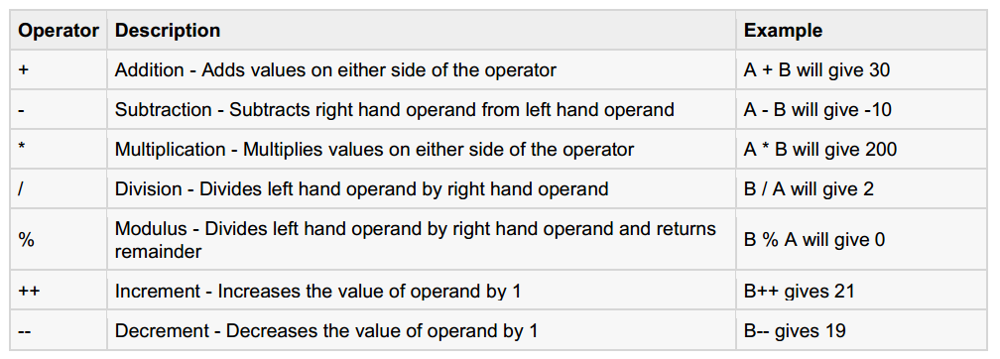 Operator Description Example
+ Addition - Adds values on either side of the operator A + B will give 30
- Subtraction - Subtracts right hand operand from left hand operand A - B will give -10
* Multiplication - Multiplies values on either side of the operator A * B will give 200
/ Division - Divides left hand operand by right hand operand B / A will give 2
% Modulus - Divides left hand operand by right hand operand and returns
remainder B % A will give 0
++ Increment - Increases the value of operand by 1 B++ gives 21
-- Decrement - Decreases the value of operand by 1 B-- gives 19